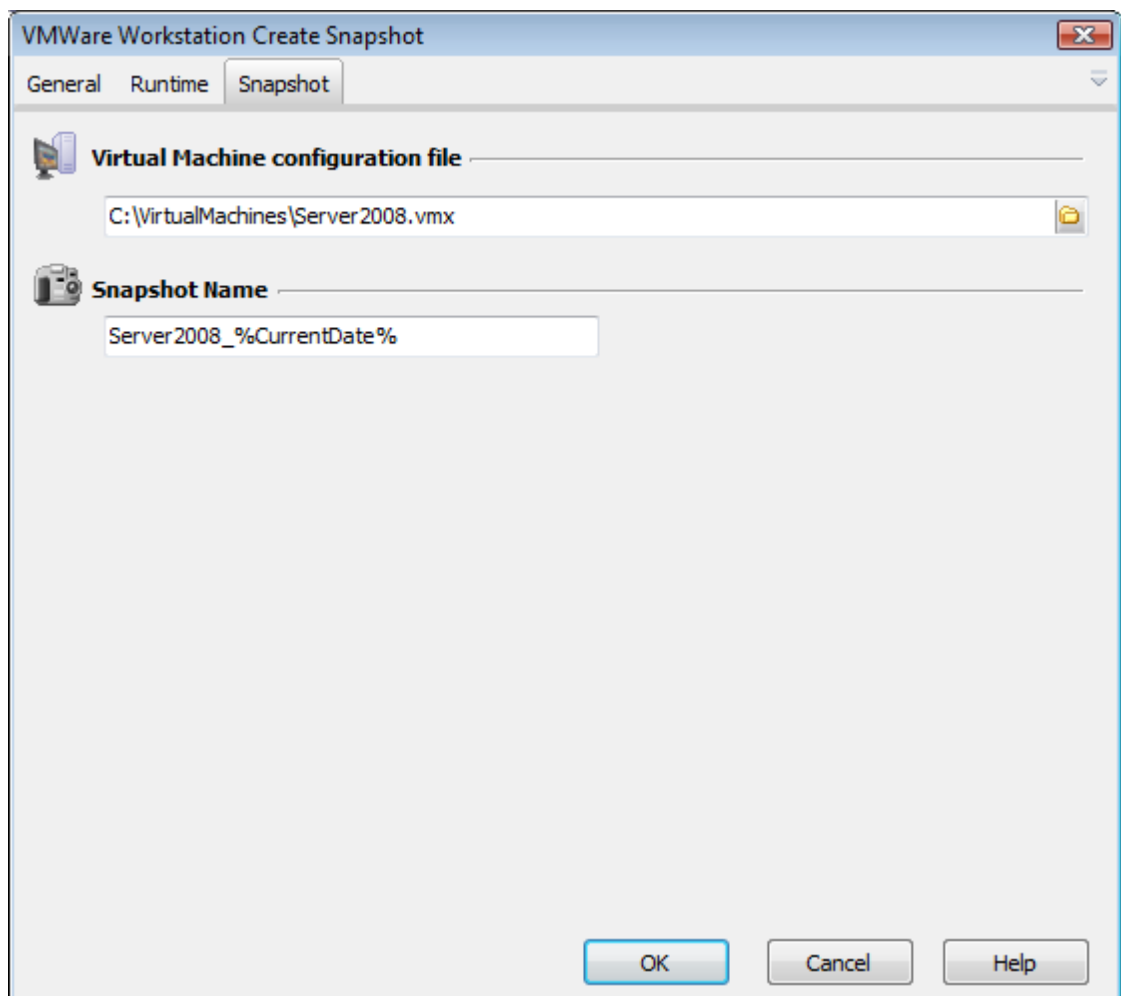 VMWare Workstation Create Snapshot
General Runtime Snapshot
Virtual Machine configuration file
C:\VirtualMachines\Server2008.vmx
Snapshot Name
Server2008_%CurrentDate%
OK Cancel Help